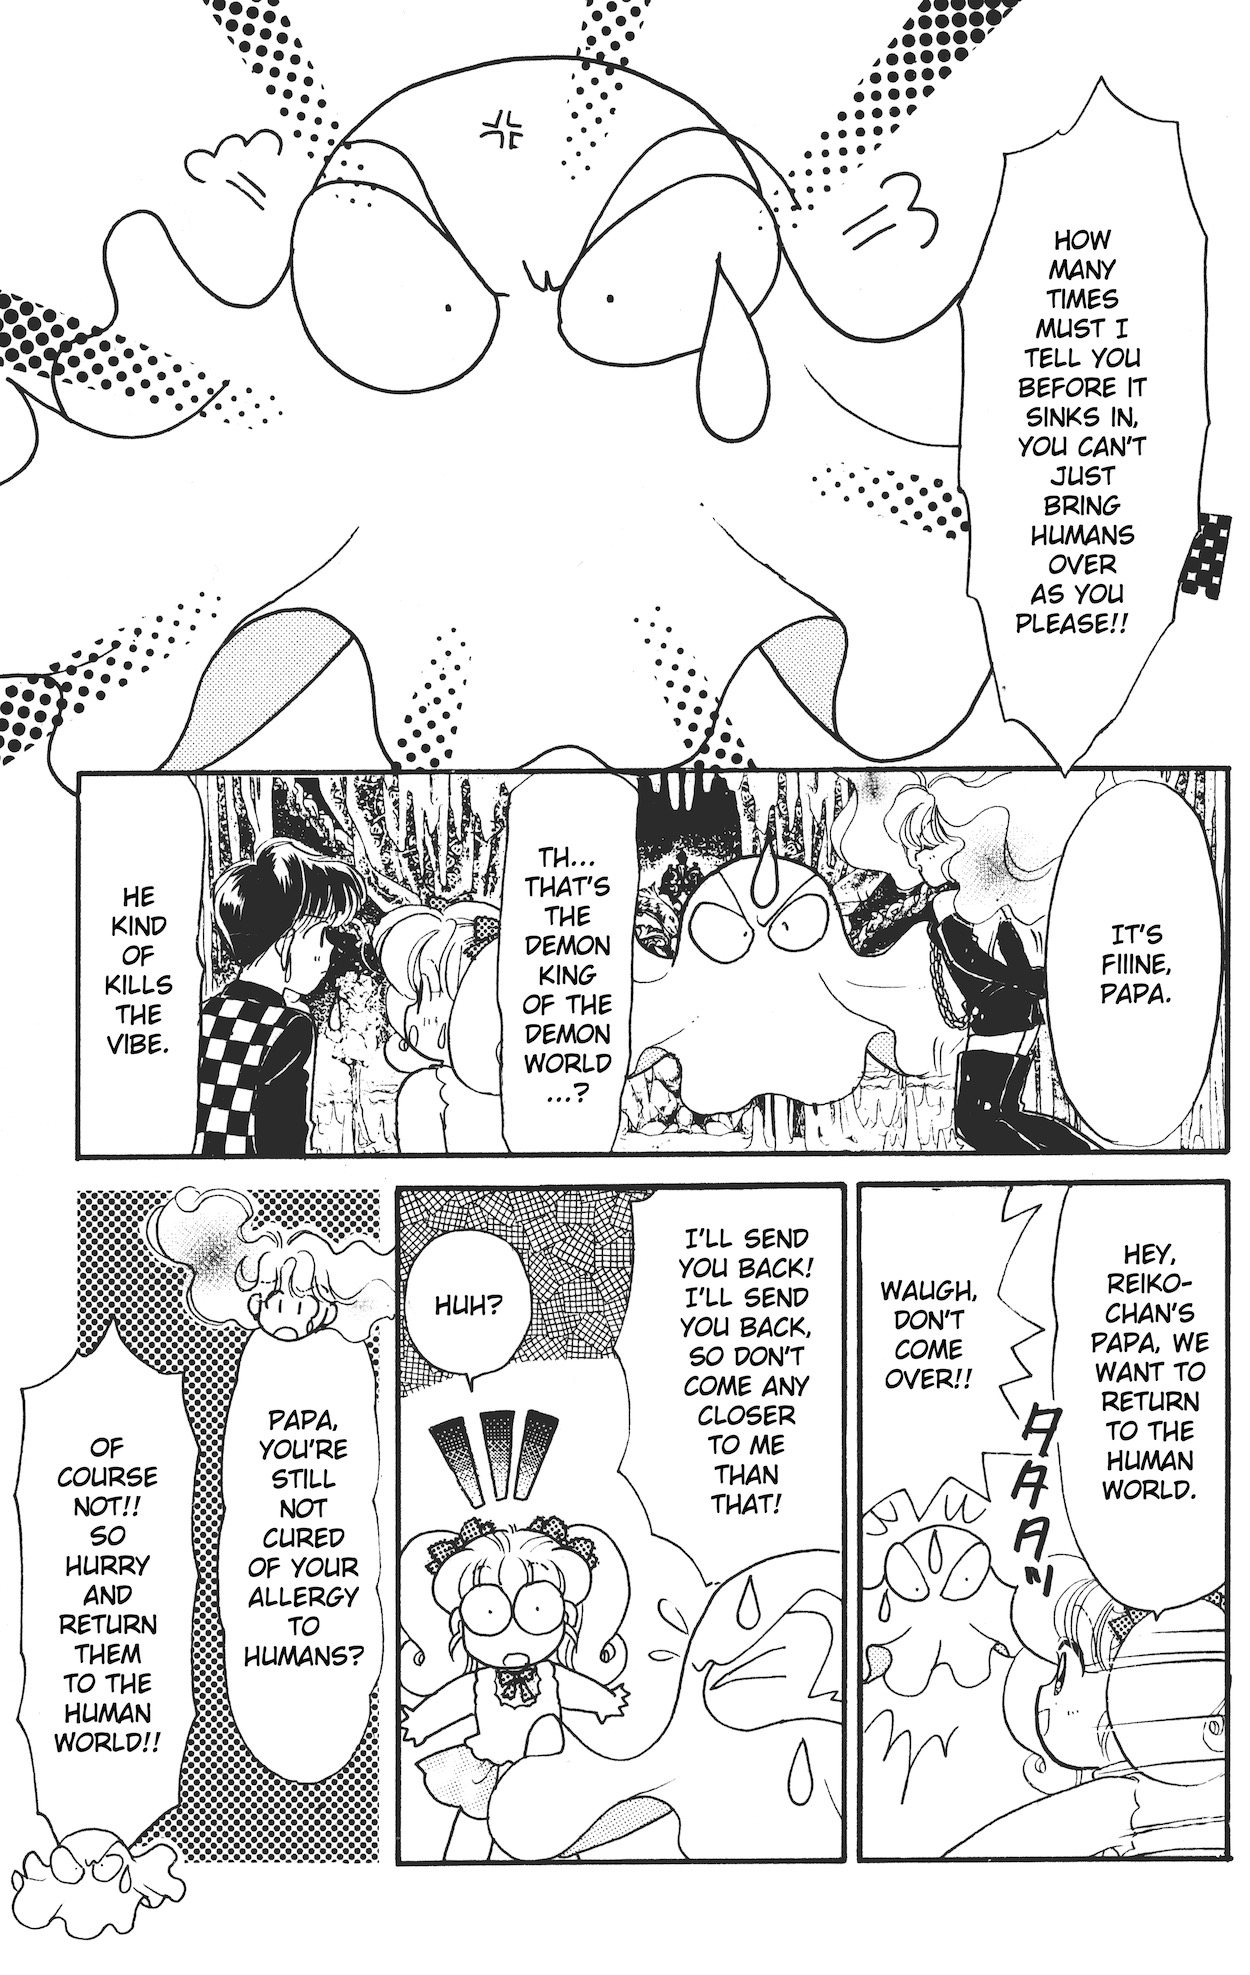 HOW
MANY
TIMES
MUST I
TELL YOU
BEFORE IT
SINKS IN,
YOU CAN'T
JUST
BRING
HUMANS
OVER
AS YOU
PLEASE!!
IT'S
FIIINE,
PAPA.
TH...
THAT'S
THE
DEMON
KING
OF THE
DEMON
WORLD
...?
HE
KIND
OF
KILLS
THE
VIBE.
HEY,
REIKO-
CHAN'S
PAPA, WE
WANT TO
RETURN
TO THE
HUMAN
WORLD.
タタタッ
WAUGH,
DON'T
COME
OVER!!
I'LL SEND
YOU BACK!
I'LL SEND
YOU BACK,
SO DON'T
COME ANY
CLOSER
TO ME
THAN
THAT!
HUH?
PAPA,
YOU'RE
STILL
NOT
CURED
OF YOUR
ALLERGY
TO
HUMANS?
OF
COURSE
NOT!!
SO
HURRY
AND
RETURN
THEM
TO THE
HUMAN
WORLD!!